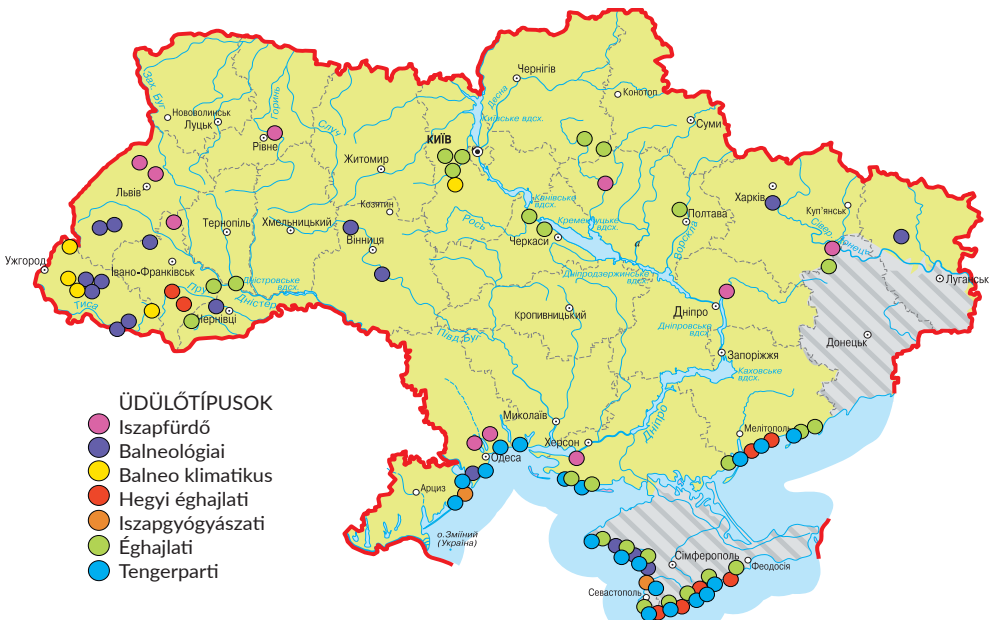 Чернігів
Десна
Конотоп
Зах. Буг
Нововолинськ
Луцьк
Горинь
Рівне
Случ
Київське вдсх.
Суми
КИЇВ
Житомир
Львів
Козятин
Харків
Куп'янськ
Тернопіль
Хмельницький
Вінниця
Рось
Канівське
вдсх.
Кременчуцьке
вдсх.
Черкаси
Полтава
Ворскла
Сівер. Донець
Ужгород
Івано-Франківськ
Тиса
Прут
Дністер
Дністровське
вдсх.
Чернівці
Дніпродзержинське
вдсх.
Луганськ
Кропивницький
Дніпро
Дніпровське
вдсх.
Донецьк
Півд. Буг
Запоріжжя
Каховське
вдсх.
Дніпро
Миколаїв
Херсон
Мелітополь
Одеса
Арциз
о.Зміїний
(Україна)
Сімферополь
Феодосія
Севастополь
ÜDÜLŐTÍPUSOK
Iszapfürdő
Balneológiai
Balneo klimatikus
Hegyi éghajlati
Iszapgyógyászati
Éghajlati
Tengerparti